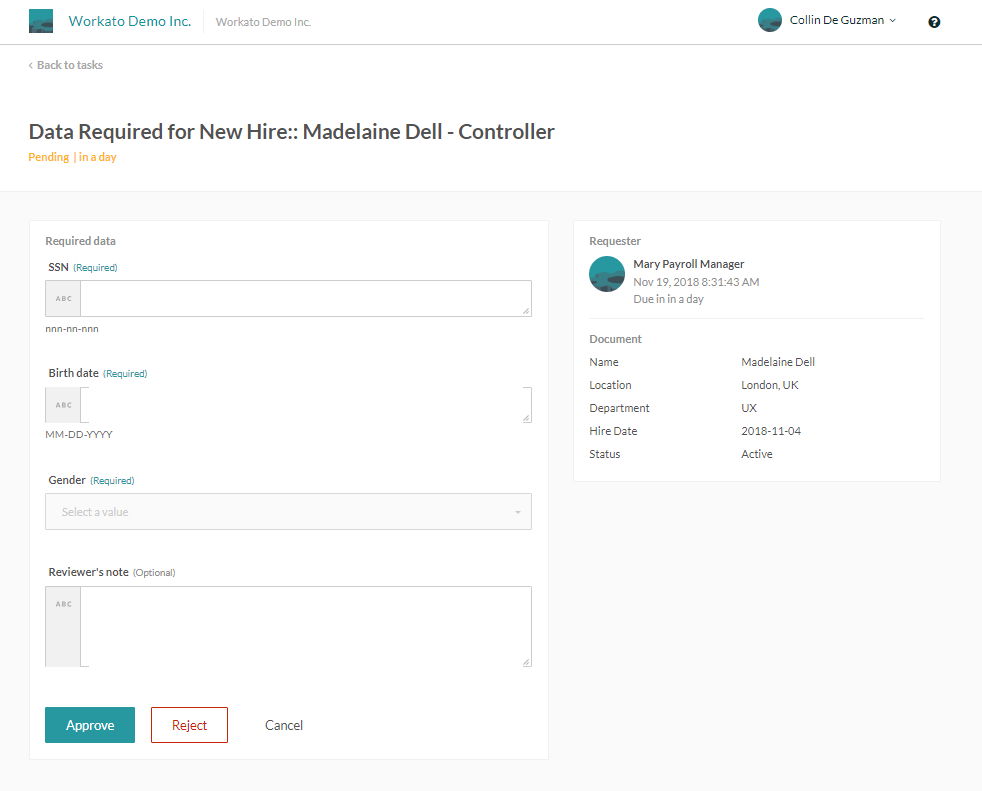 Workato Demo Inc.
Workato Demo Inc.
Collin De Guzman
?
‹ Back to tasks
Data Required for New Hire:: Madelaine Dell - Controller
Pending | in a day
Required data
SSN (Required)
ABC
nnn-nn-nnn
Birth date (Required)
ABC
MM-DD-YYYY
Gender (Required)
Select a value
Reviewer's note (Optional)
ABC
Approve
Reject
Cancel
Requester
Mary Payroll Manager
Nov 19, 2018 8:31:43 AM
Due in in a day
Document
Name Madelaine Dell
Location London, UK
Department UX
Hire Date 2018-11-04
Status Active